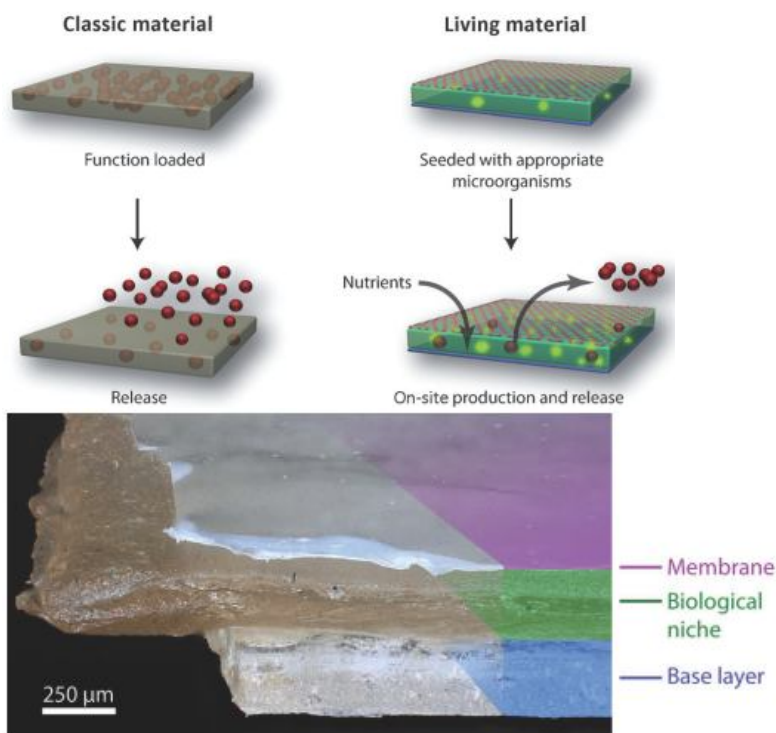 Classic material
Living material
Function loaded
Seeded with appropriate
microorganisms
Nutrients
Release
On-site production and release
Membrane
Biological
niche
Base layer
250 µm